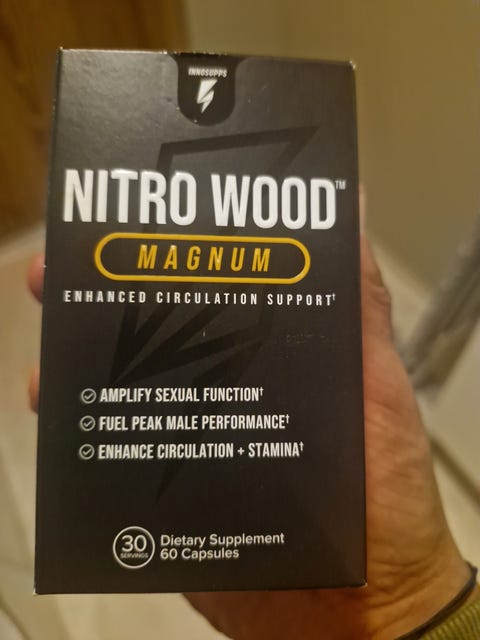 INNOSUPPS
NITRO WOOD™
MAGNUM
ENHANCED CIRCULATION SUPPORT†
AMPLIFY SEXUAL FUNCTION†
FUEL PEAK MALE PERFORMANCE†
ENHANCE CIRCULATION + STAMINA†
30
SERVINGS
Dietary Supplement
60 Capsules